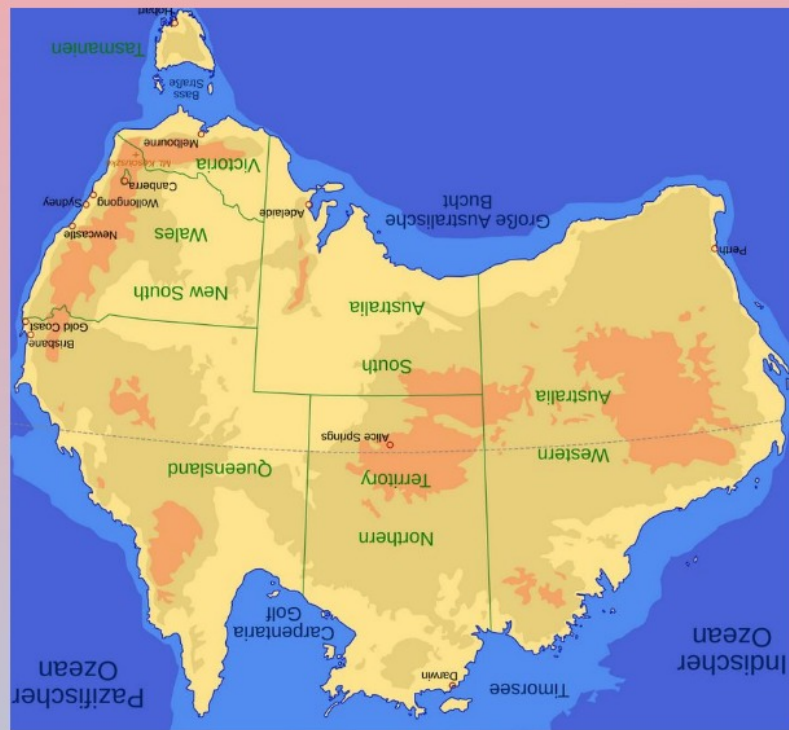 Timorsee
Darwin
Indischer
Ozean
Pazifischer
Ozean
Golf
Carpentaria
Northern
Territory
Western
Australia
Queensland
Alice Springs
South
Australia
Brisbane
Gold Coast
New South
Wales
Perth
Große Australische
Bucht
Newcastle
Sydney
Wollongong
Adelaide
Canberra
Mt. Kosciuszko
Victoria
Melbourne
Bass
Straße
Tasmanien
Hobart